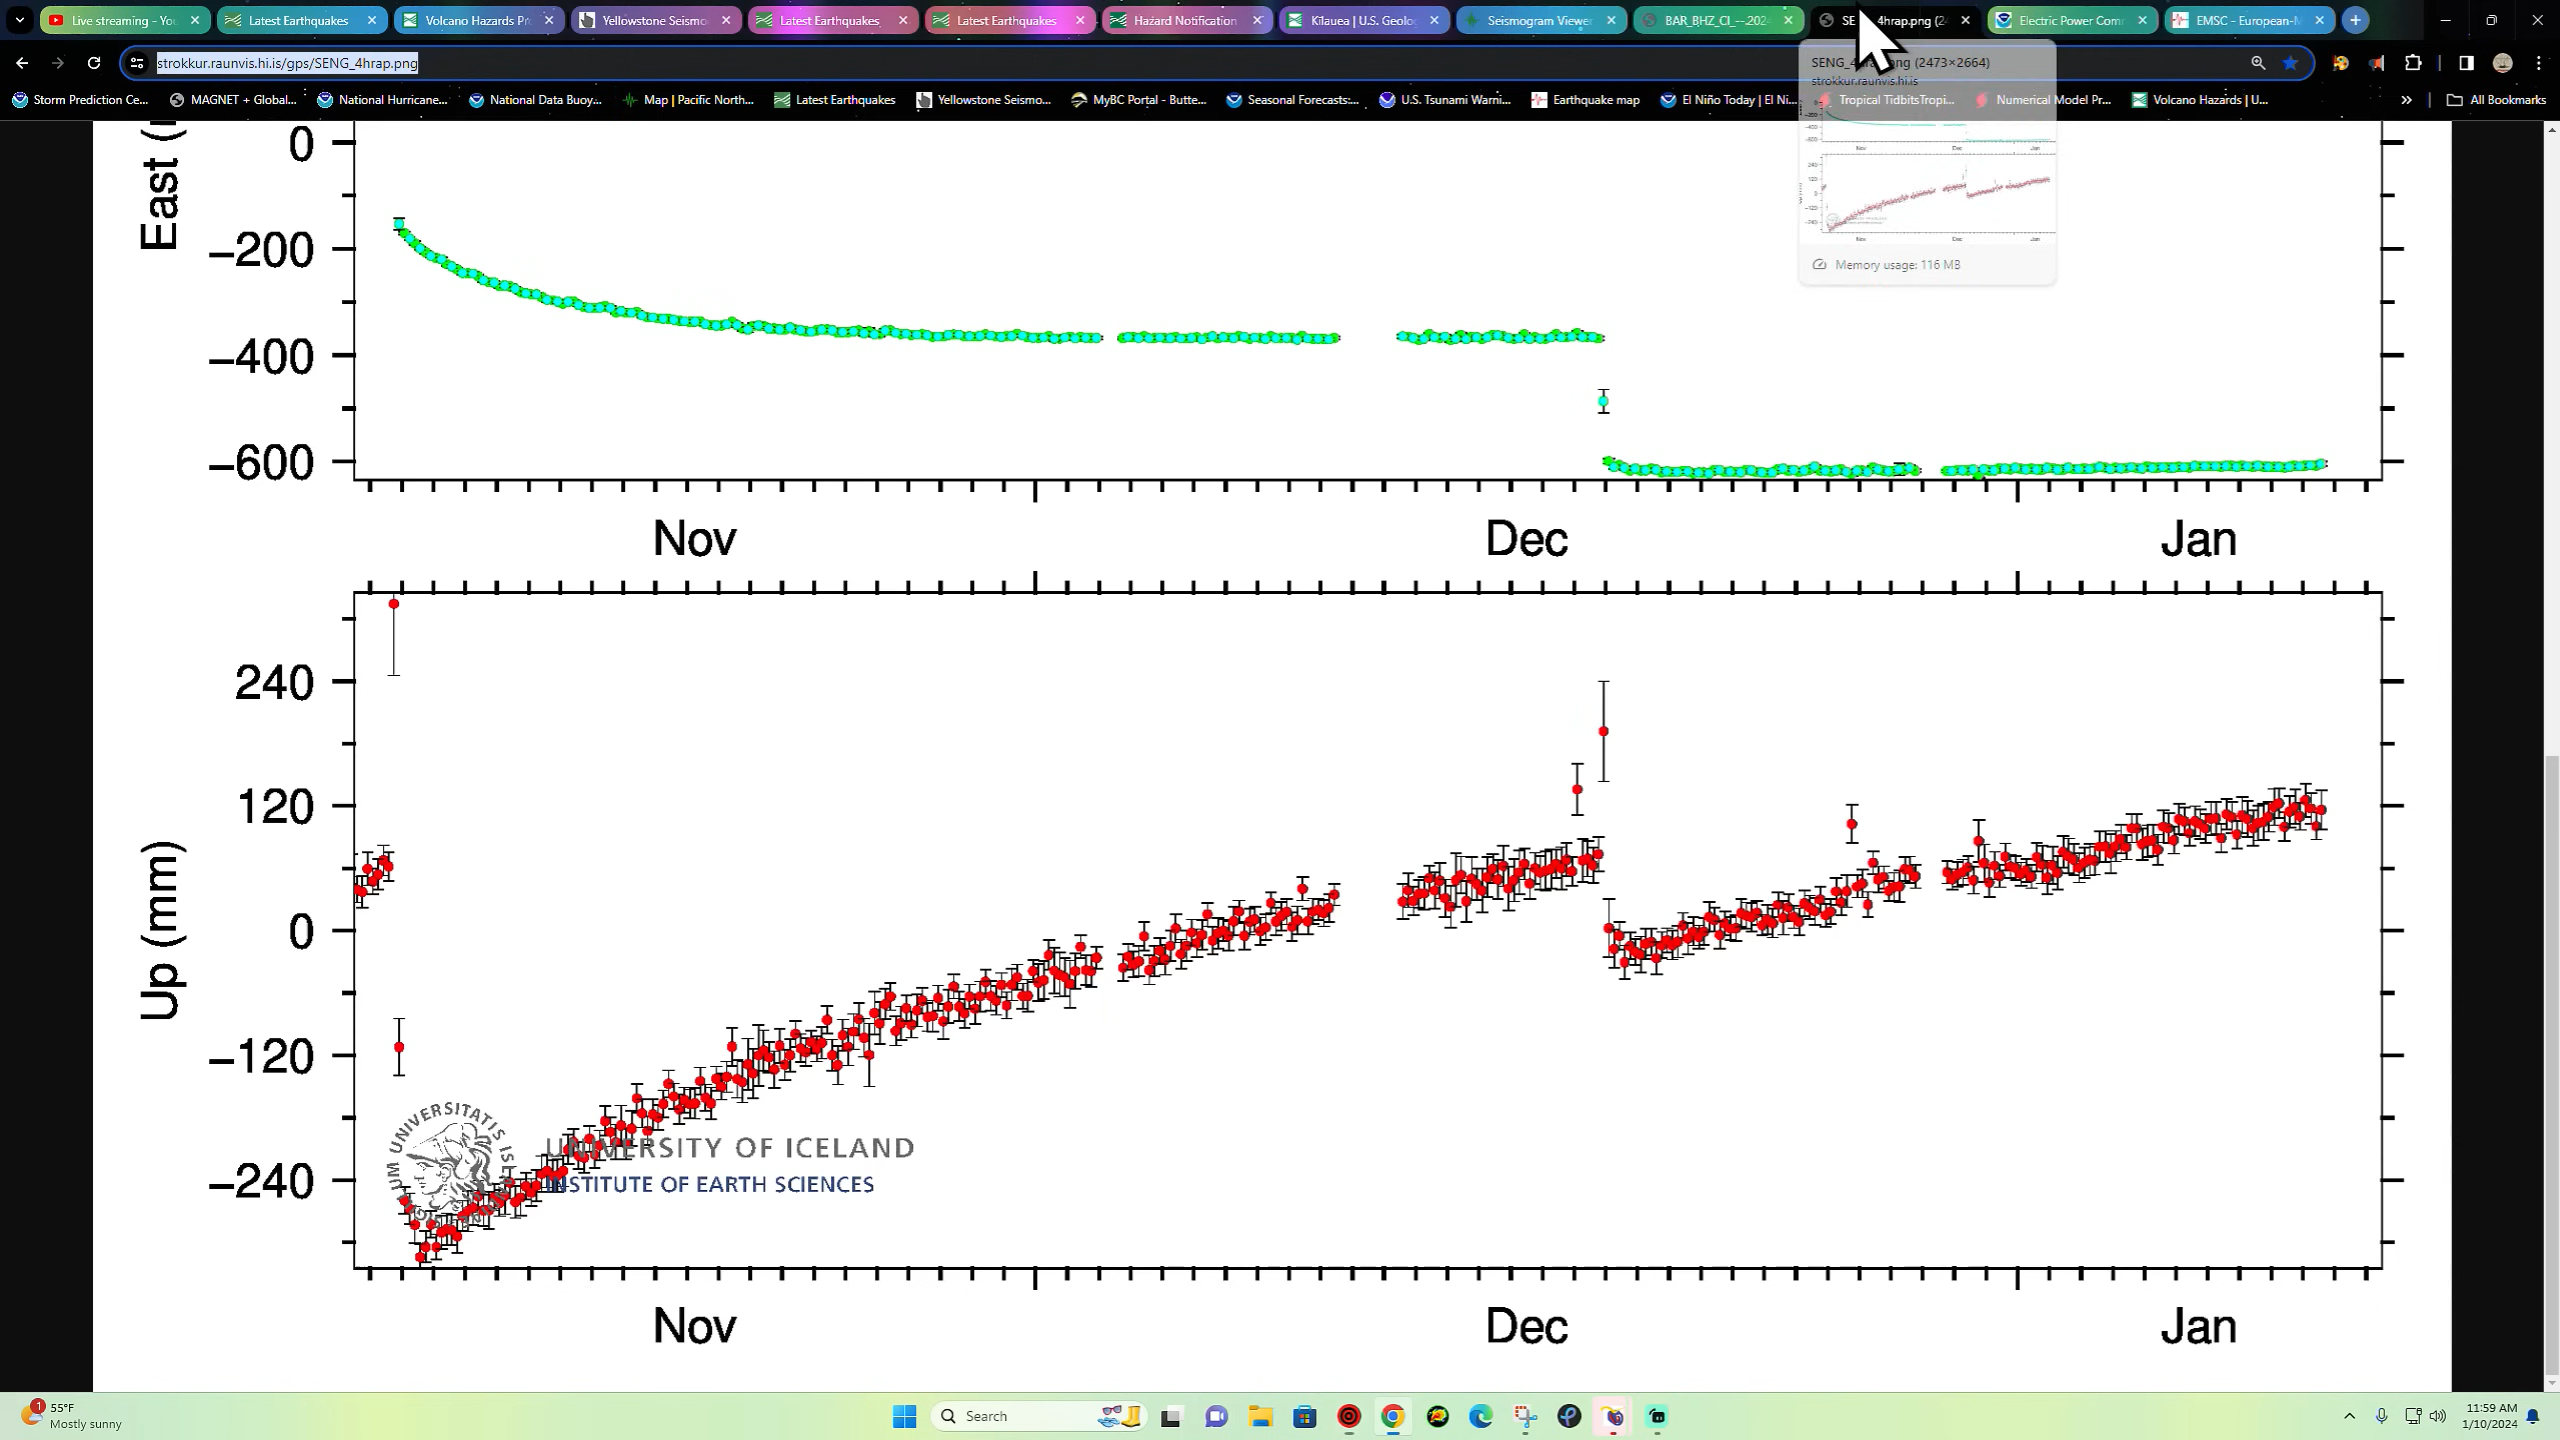 Live streaming - You
Latest Earthquakes
Volcano Hazards Pr
Yellowstone Seismo
Latest Earthquakes
Latest Earthquakes
Hazard Notification
Kilauea | U.S. Geolo
Seismogram Viewer
BAR_BHZ_CI_--.202
4hrap.png (2
Electric Power Com
EMSC - European-
strokkur.raunvis.hi.is/gps/SENG_4hrap.png
Storm Prediction Ce...
MAGNET + Global...
National Hurricane...
National Data Buoy...
Map | Pacific North...
Latest Earthquakes
Yellowstone Seismo...
MyBC Portal - Butte...
Seasonal Forecasts:...
U.S. Tsunami Warni...
Earthquake map
El Niño Today | El Ni...
Tropical TidbitsTropi...
Numerical Model Pr...
Volcano Hazards | U...
All Bookmarks
(2473×2664)
strokkur.raunvis.hi.is
Memory usage: 116 MB
East
0
−200
−400
−600
Nov
Dec
Jan
Up (mm)
240
120
0
−120
−240
UNIVERSITY OF ICELAND
INSTITUTE OF EARTH SCIENCES
Nov
Dec
Jan
1
55°F
Mostly sunny
Search
11:59 AM
1/10/2024